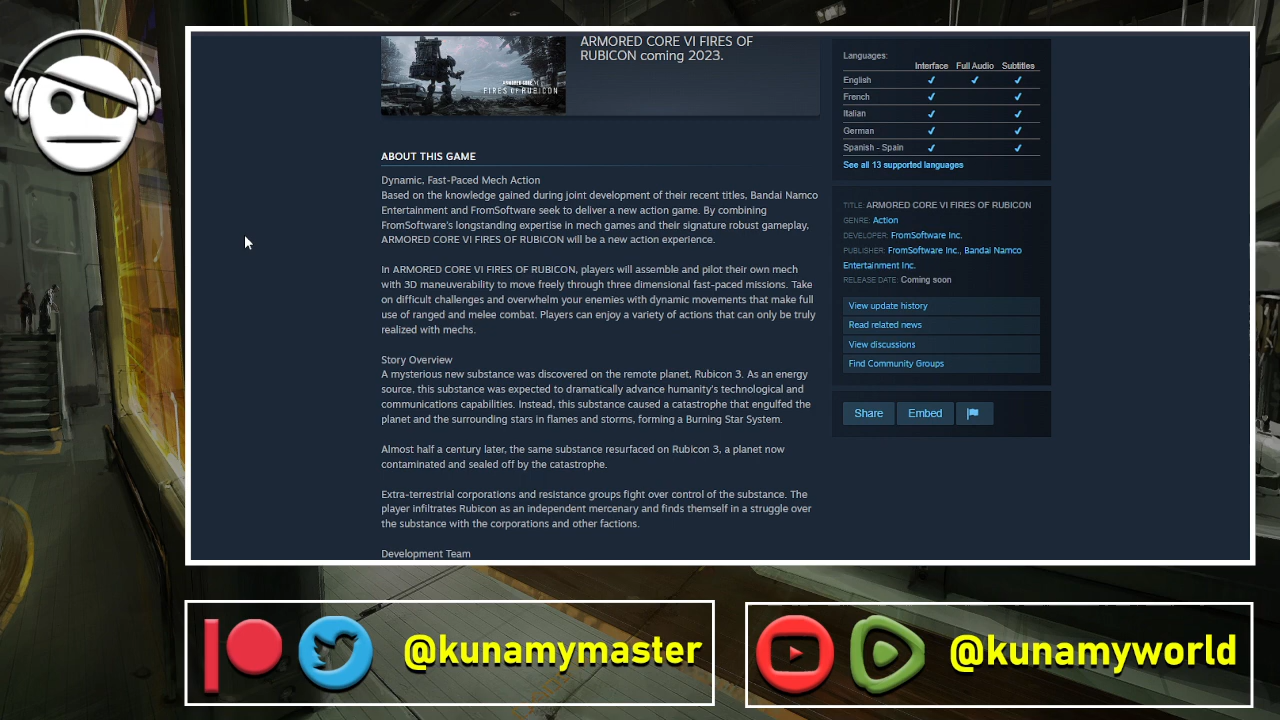 ARMORED CORE VI FIRES OF
RUBICON coming 2023.
ARMORED CORE VI
FIRES OF RUBICON
ABOUT THIS GAME
Dynamic, Fast-Paced Mech Action
Based on the knowledge gained during joint development of their recent titles, Bandai Namco
Entertainment and FromSoftware seek to deliver a new action game. By combining
FromSoftware's longstanding expertise in mech games and their signature robust gameplay,
ARMORED CORE VI FIRES OF RUBICON will be a new action experience.
In ARMORED CORE VI FIRES OF RUBICON, players will assemble and pilot their own mech
with 3D maneuverability to move freely through three dimensional fast-paced missions. Take
on difficult challenges and overwhelm your enemies with dynamic movements that make full
use of ranged and melee combat. Players can enjoy a variety of actions that can only be truly
realized with mechs.
Story Overview
A mysterious new substance was discovered on the remote planet, Rubicon 3. As an energy
source, this substance was expected to dramatically advance humanity's technological and
communications capabilities. Instead, this substance caused a catastrophe that engulfed the
planet and the surrounding stars in flames and storms, forming a Burning Star System.
Almost half a century later, the same substance resurfaced on Rubicon 3, a planet now
contaminated and sealed off by the catastrophe.
Extra-terrestrial corporations and resistance groups fight over control of the substance. The
player infiltrates Rubicon as an independent mercenary and finds themself in a struggle over
the substance with the corporations and other factions.
Development Team
Languages:
Interface Full Audio Subtitles
English ✔ ✔ ✔
French ✔ ✔
Italian ✔ ✔
German ✔ ✔
Spanish - Spain ✔ ✔
See all 13 supported languages
TITLE: ARMORED CORE VI FIRES OF RUBICON
GENRE: Action
DEVELOPER: FromSoftware Inc.
PUBLISHER: FromSoftware Inc., Bandai Namco
Entertainment Inc.
RELEASE DATE: Coming soon
View update history
Read related news
View discussions
Find Community Groups
Share Embed
@kunamymaster
@kunamyworld